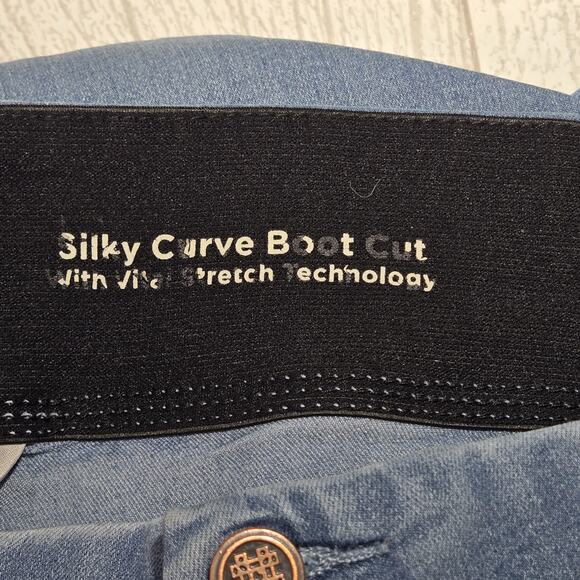 Silky Curve Boot Cut
With Vital Stretch Technology